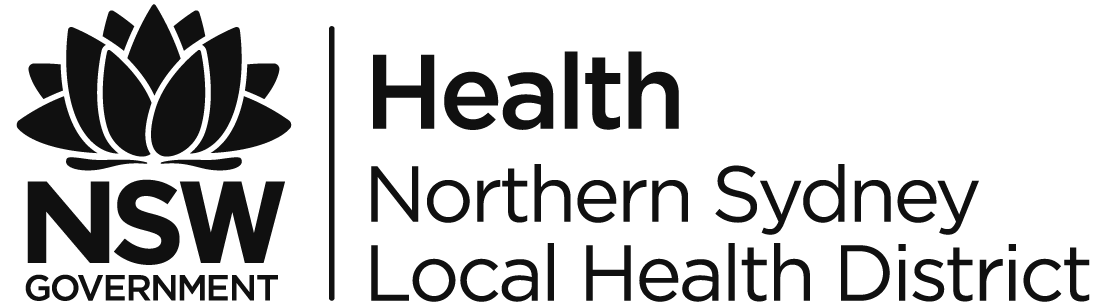 NSW
GOVERNMENT
Health
Northern Sydney
Local Health District